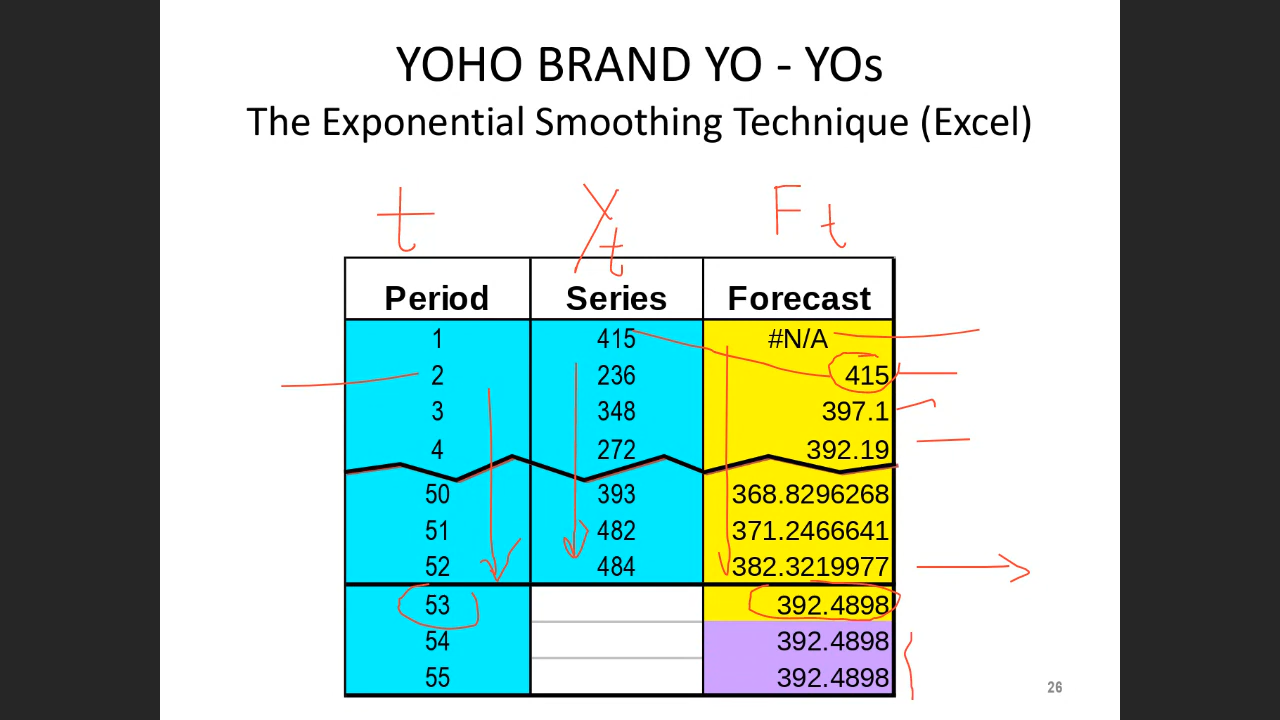 YOHO BRAND YO - YOs
The Exponential Smoothing Technique (Excel)
t Xt Ft
Period Series Forecast
1 415 #N/A
2 236 415
3 348 397.1
4 272 392.19
50 393 368.8296268
51 482 371.2466641
52 484 382.3219977
53 392.4898
54 392.4898
55 392.4898
26